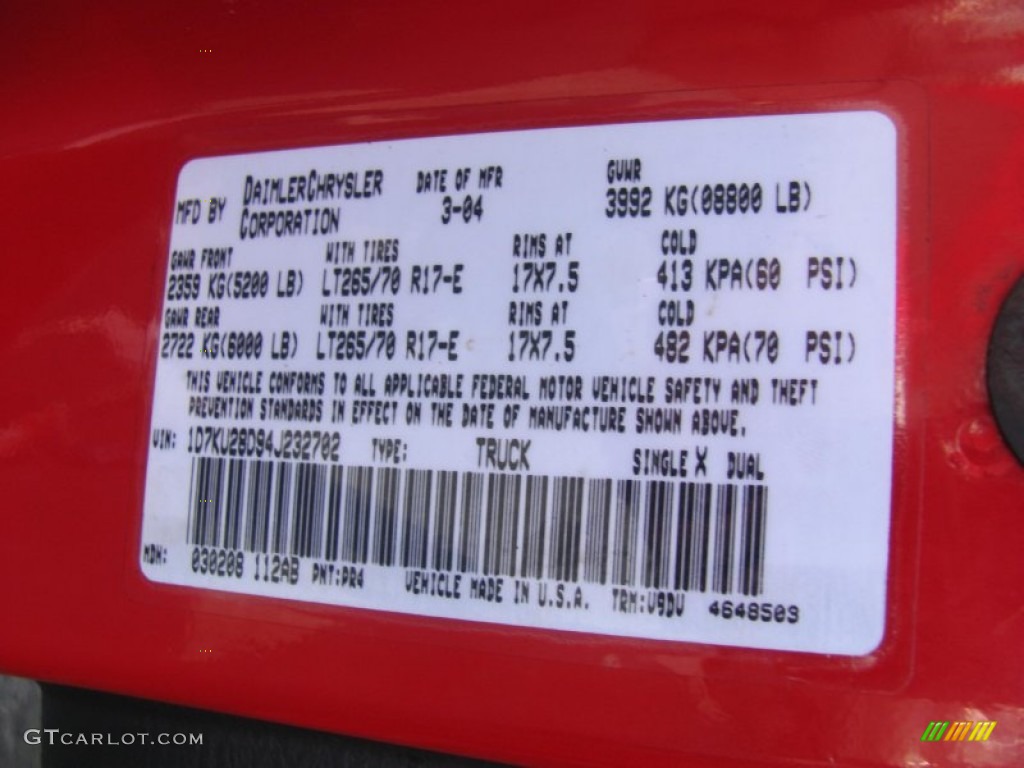 MFD BY DAIMLERCHRYSLER CORPORATION DATE OF MFR 3-04 GVWR 3992 KG(08800 LB)
GAWR FRONT WITH TIRES RIMS AT COLD
2359 KG(5200 LB) LT265/70 R17-E 17X7.5 413 KPA(60 PSI)
GAWR REAR WITH TIRES RIMS AT COLD
2722 KG(6000 LB) LT265/70 R17-E 17X7.5 482 KPA(70 PSI)
THIS VEHICLE CONFORMS TO ALL APPLICABLE FEDERAL MOTOR VEHICLE SAFETY AND THEFT
PREVENTION STANDARDS IN EFFECT ON THE DATE OF MANUFACTURE SHOWN ABOVE.
VIN: 1D7KU28D94J232702 TYPE: TRUCK SINGLE X DUAL
MDH: 030208 112AB PNT:PR4 VEHICLE MADE IN U.S.A. TRM:V9DV 4648503
GTCARLOT.COM